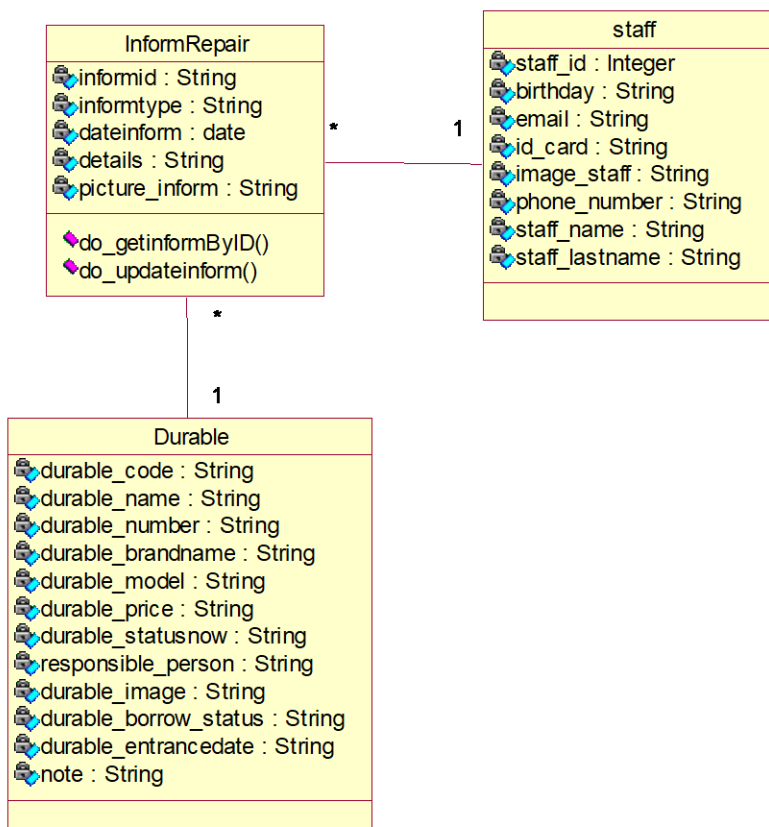 InformRepair
informid : String
informtype : String
dateinform : date
details : String
picture_inform : String
do_getinformByID()
do_updateinform()
*
1
staff
staff_id : Integer
birthday : String
email : String
id_card : String
image_staff : String
phone_number : String
staff_name : String
staff_lastname : String
*
1
Durable
durable_code : String
durable_name : String
durable_number : String
durable_brandname : String
durable_model : String
durable_price : String
durable_statusnow : String
responsible_person : String
durable_image : String
durable_borrow_status : String
durable_entrancedate : String
note : String